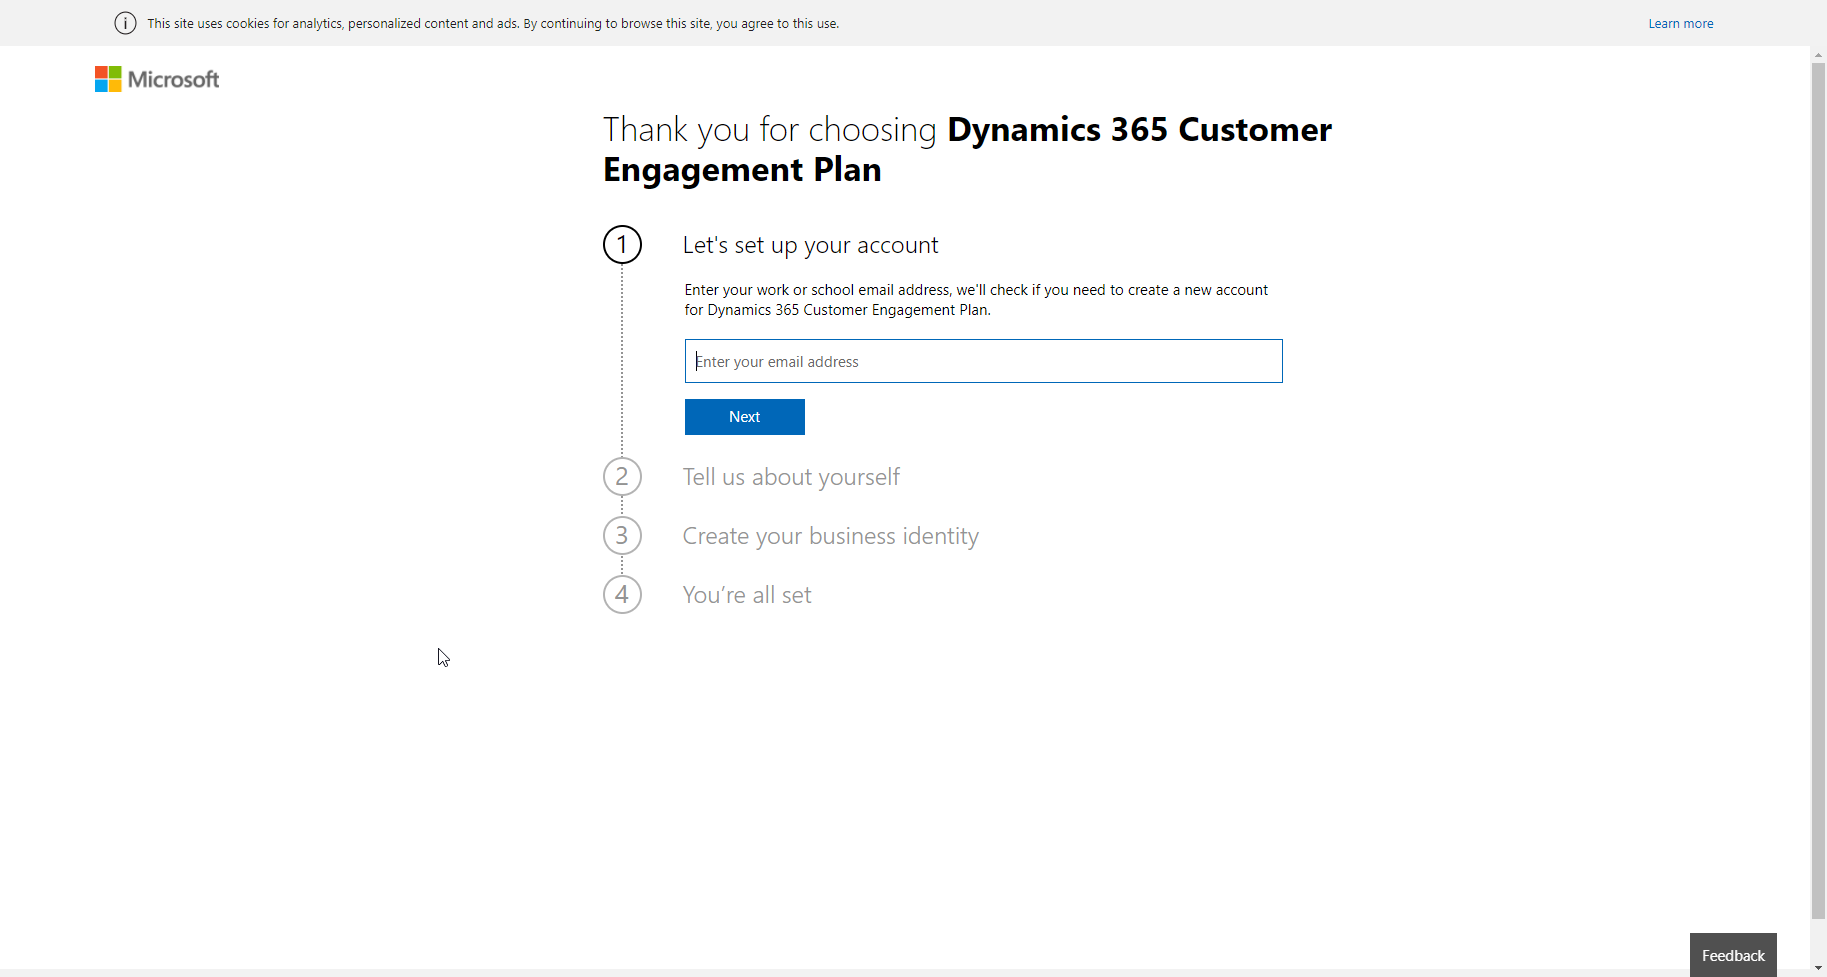 This site uses cookies for analytics, personalized content and ads. By continuing to browse this site, you agree to this use.
Learn more
Microsoft
Thank you for choosing Dynamics 365 Customer
Engagement Plan
1
Let's set up your account
Enter your work or school email address, we'll check if you need to create a new account
for Dynamics 365 Customer Engagement Plan.
Enter your email address
Next
2
Tell us about yourself
3
Create your business identity
4
You’re all set
Feedback